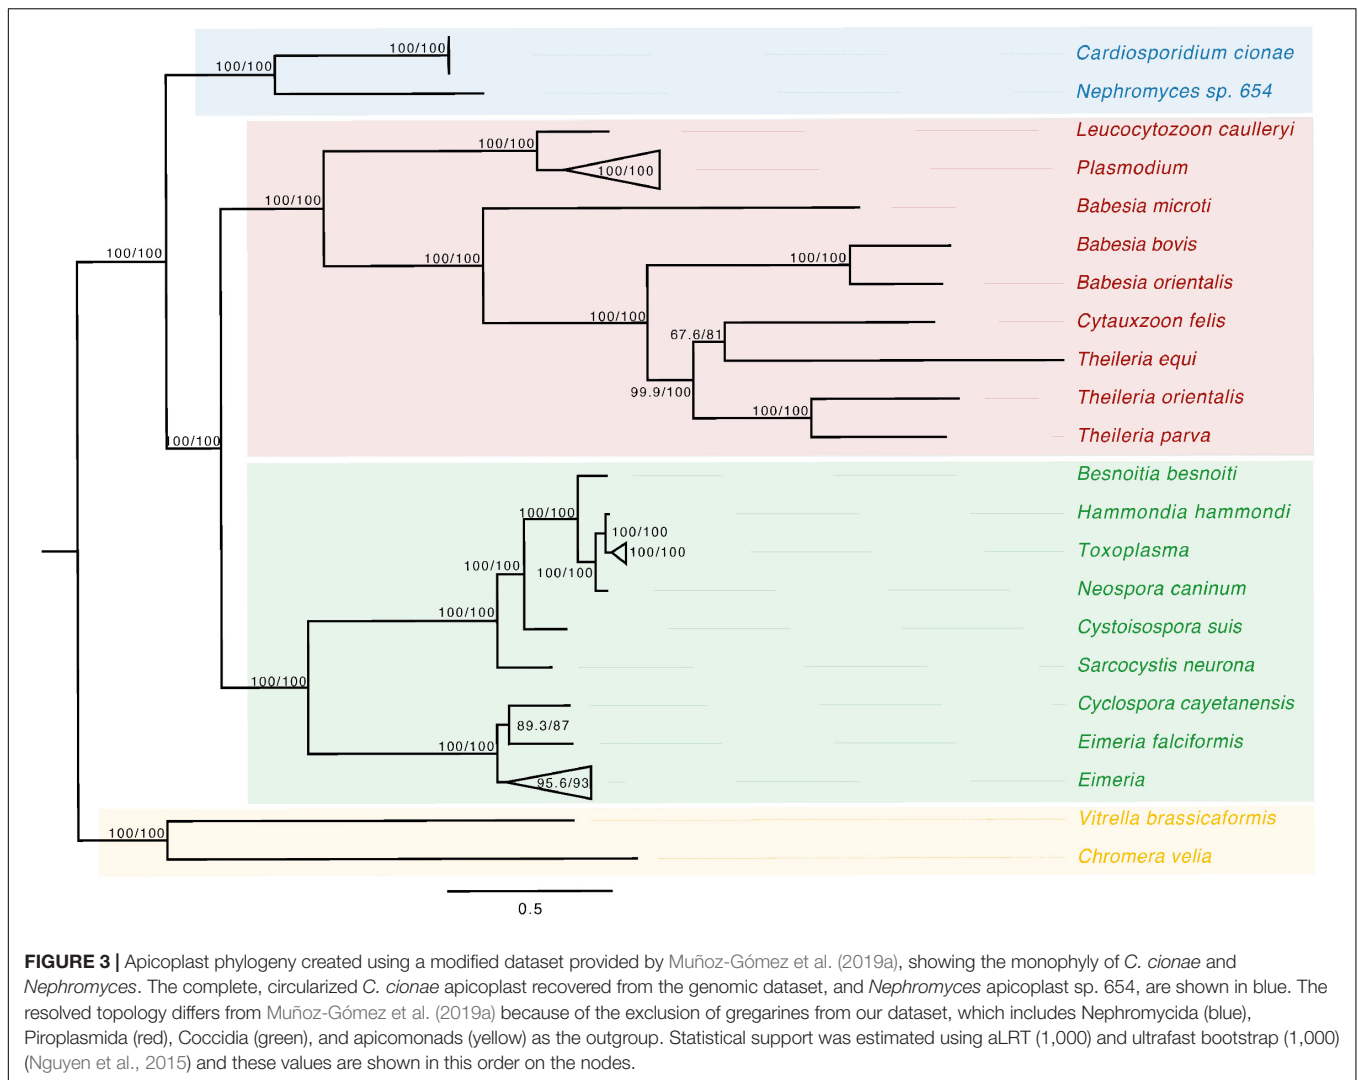 100/100
Cardiosporidium cionae
100/100
Nephromyces sp. 654
Leucocytozoon caulleryi
100/100
100/100
Plasmodium
100/100
Babesia microti
Babesia bovis
100/100
100/100
100/100
Babesia orientalis
100/100
Cytauxzoon felis
67.6/81
Theileria equi
99.9/100
Theileria orientalis
100/100
Theileria parva
100/100
Besnoitia besnoiti
100/100
Hammondia hammondi
100/100
100/100
Toxoplasma
100/100
100/100
Neospora caninum
100/100
Cystoisospora suis
Sarcocystis neurona
100/100
Cyclospora cayetanensis
89.3/87
100/100
Eimeria falciformis
95.6/93
Eimeria
Vitrella brassicaformis
100/100
Chromera velia
0.5
FIGURE 3 | Apicoplast phylogeny created using a modified dataset provided by Muñoz-Gómez et al. (2019a), showing the monophyly of C. cionae and
Nephromyces. The complete, circularized C. cionae apicoplast recovered from the genomic dataset, and Nephromyces apicoplast sp. 654, are shown in blue. The
resolved topology differs from Muñoz-Gómez et al. (2019a) because of the exclusion of gregarines from our dataset, which includes Nephromycida (blue),
Piroplasmida (red), Coccidia (green), and apicomonads (yellow) as the outgroup. Statistical support was estimated using aLRT (1,000) and ultrafast bootstrap (1,000)
(Nguyen et al., 2015) and these values are shown in this order on the nodes.